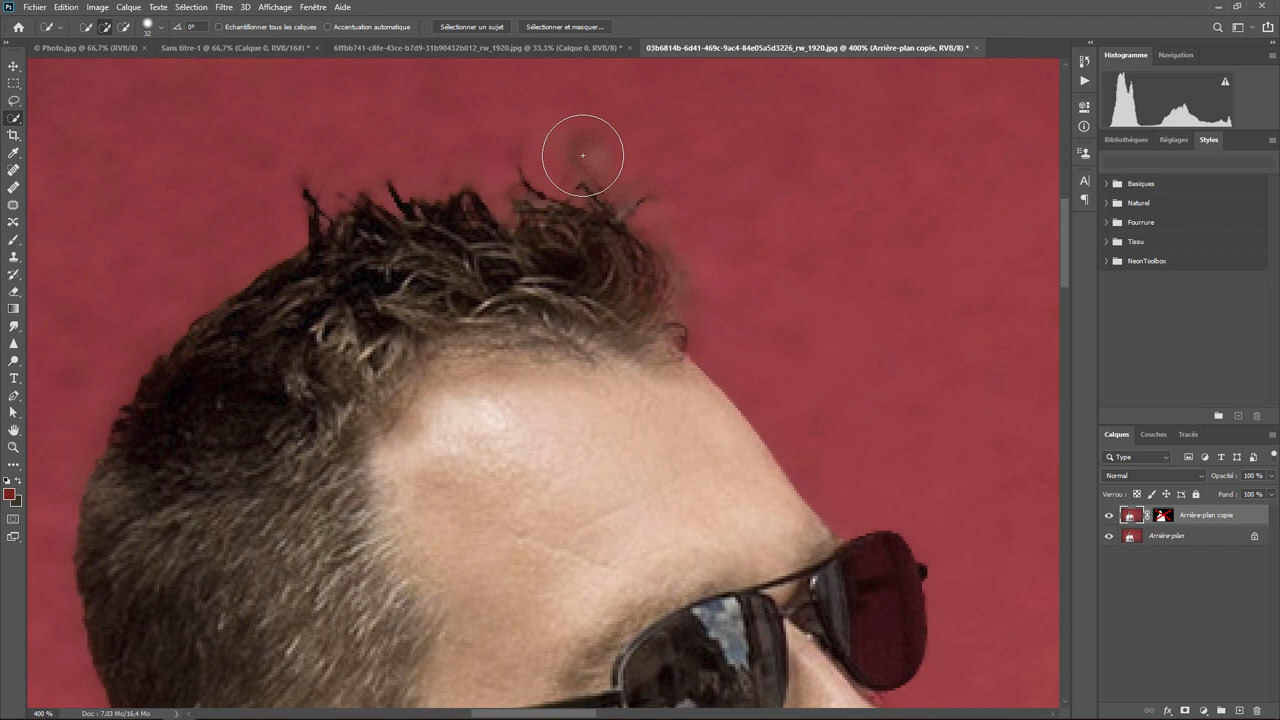 Fichier Edition Image Calque Texte Sélection Filtre 3D Affichage Fenêtre Aide
32 0° Echantillonner tous les calques Accentuation automatique Sélectionner un sujet Sélectionner et masquer...
© Photo.jpg @ 66,7% (RVB/8) × Sans titre-1 @ 66,7% (Calque 0, RVB/16#) * × 6ffbb741-c8fe-43ce-b7d9-31b90432b012_rw_1920.jpg @ 33,3% (Calque 0, RVB/8) * × 03b6814b-6d41-469c-9ac4-84e05a5d3226_rw_1920.jpg @ 400% (Arrière-plan copie, RVB/8) * ×
Histogramme Navigation
Bibliothèques Réglages Styles
Basiques
Naturel
Fourrure
Tissu
NeonToolbox
Calques Couches Tracés
Type
Normal Opacité : 100 %
Verrou : Fond : 100 %
Arrière-plan copie
Arrière-plan
400 % Doc : 7,03 Mo/16,4 Mo